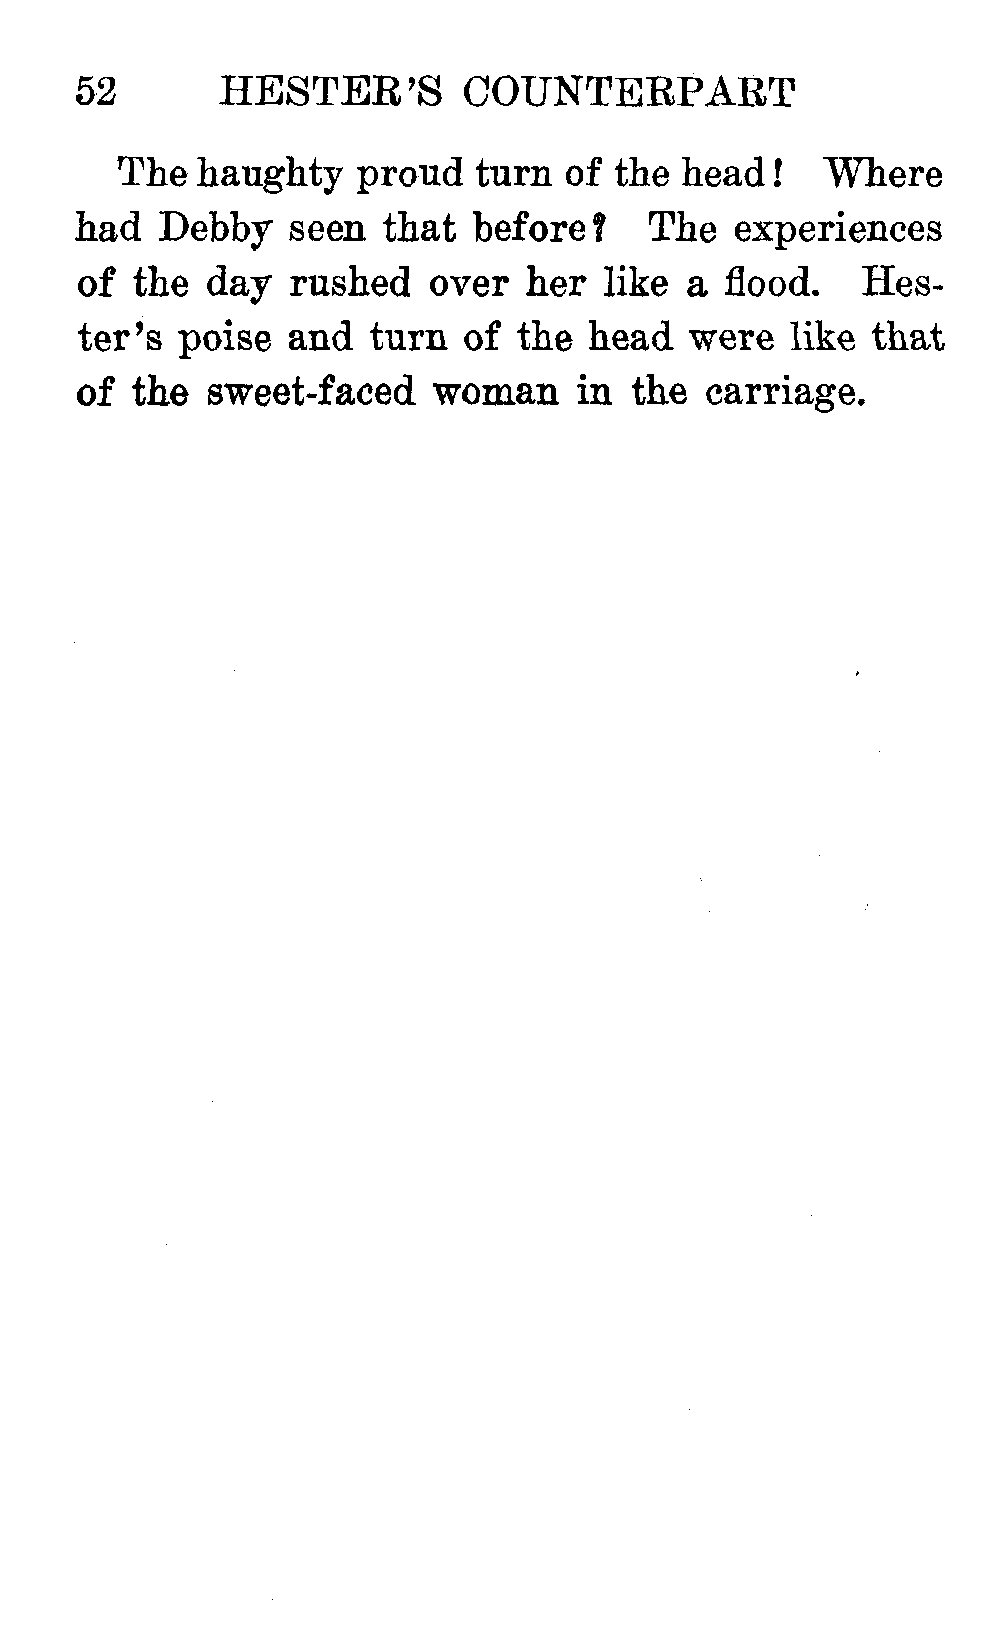 52 HESTER'S COUNTERPART
The haughty proud turn of the head! Where
had Debby seen that before? The experiences
of the day rushed over her like a flood. Hes-
ter's poise and turn of the head were like that
of the sweet-faced woman in the carriage.